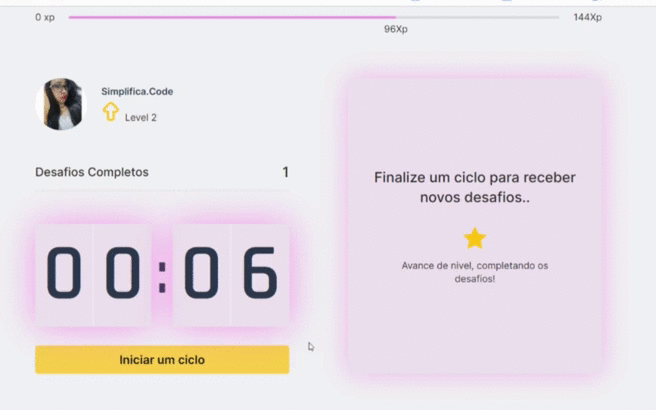 0 xp
144Xp
96Xp
Simplifica.Code
Level 2
Desafios Completos
1
00:06
Iniciar um ciclo
Finalize um ciclo para receber
novos desafios..
Avance de nível, completando os
desafios!